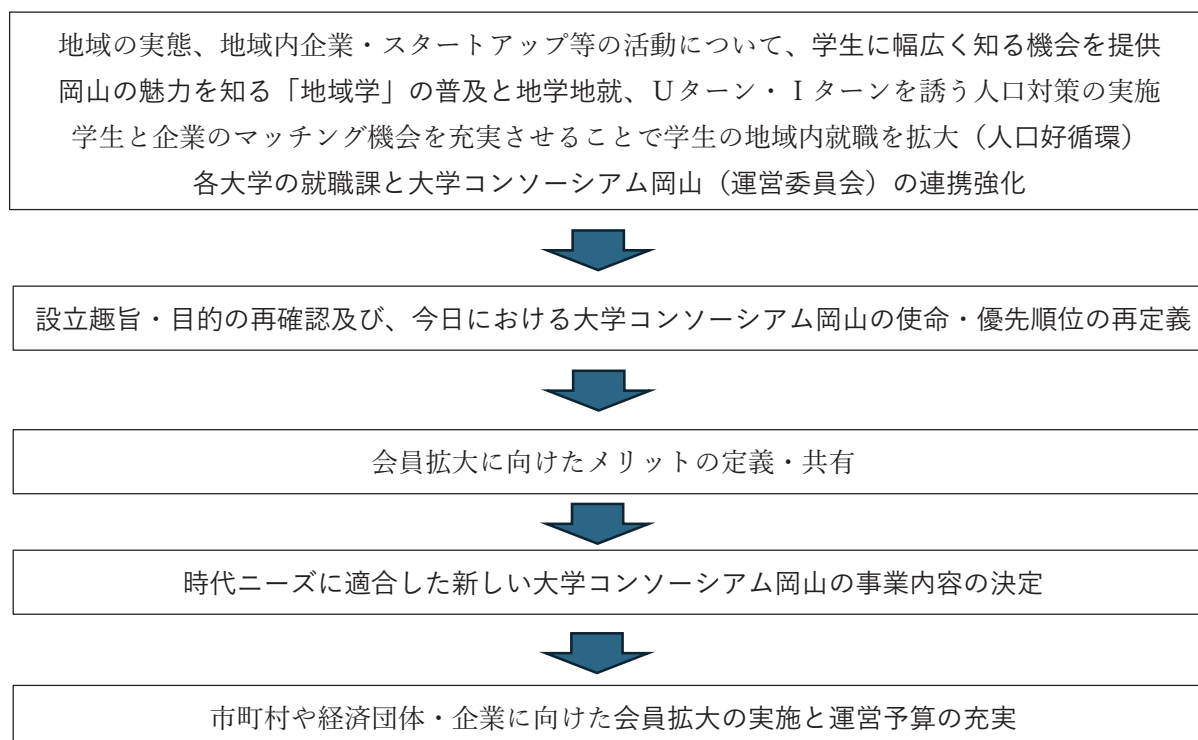 地域の実態、地域内企業・スタートアップ等の活動について、学生に幅広く知る機会を提供
岡山の魅力を知る「地域学」の普及と地学地就、Uターン・Iターンを誘う人口対策の実施
学生と企業のマッチング機会を充実させることで学生の地域内就職を拡大（人口好循環）
各大学の就職課と大学コンソーシアム岡山（運営委員会）の連携強化
設立趣旨・目的の再確認及び、今日における大学コンソーシアム岡山の使命・優先順位の再定義
会員拡大に向けたメリットの定義・共有
時代ニーズに適合した新しい大学コンソーシアム岡山の事業内容の決定
市町村や経済団体・企業に向けた会員拡大の実施と運営予算の充実